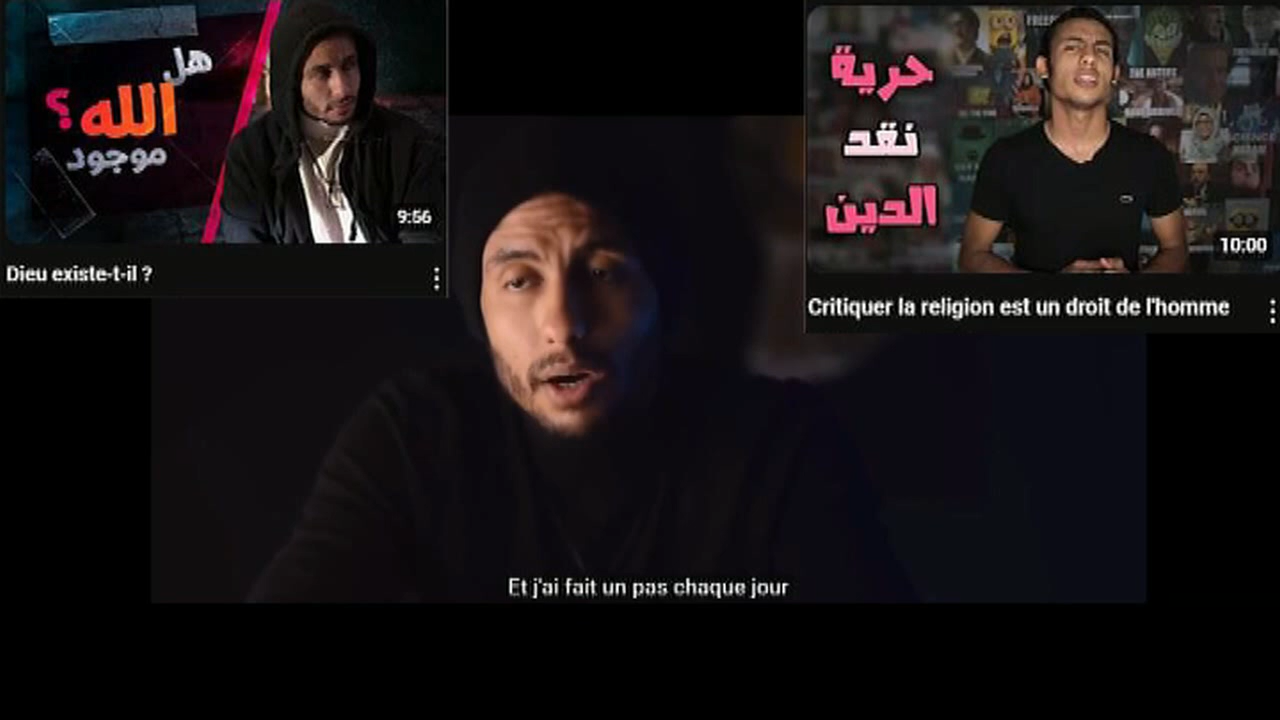 هل
الله؟
موجود
9:56
Dieu existe-t-il ?
FREE
حرية
نقد
الدين
10:00
Critiquer la religion est un droit de l'homme
Et j'ai fait un pas chaque jour